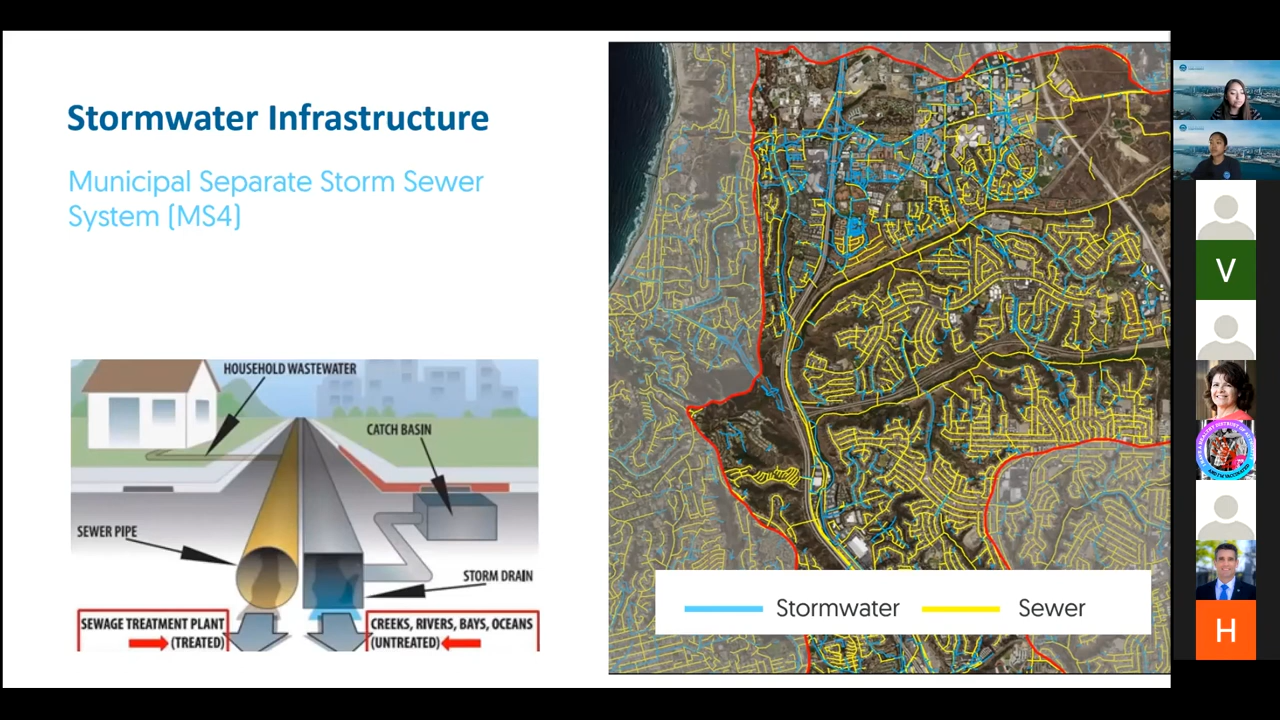 Stormwater Infrastructure
Municipal Separate Storm Sewer
System (MS4)
HOUSEHOLD WASTEWATER
CATCH BASIN
SEWER PIPE
STORM DRAIN
SEWAGE TREATMENT PLANT
(TREATED)
CREEKS, RIVERS, BAYS, OCEANS
(UNTREATED)
Stormwater
Sewer
V
H